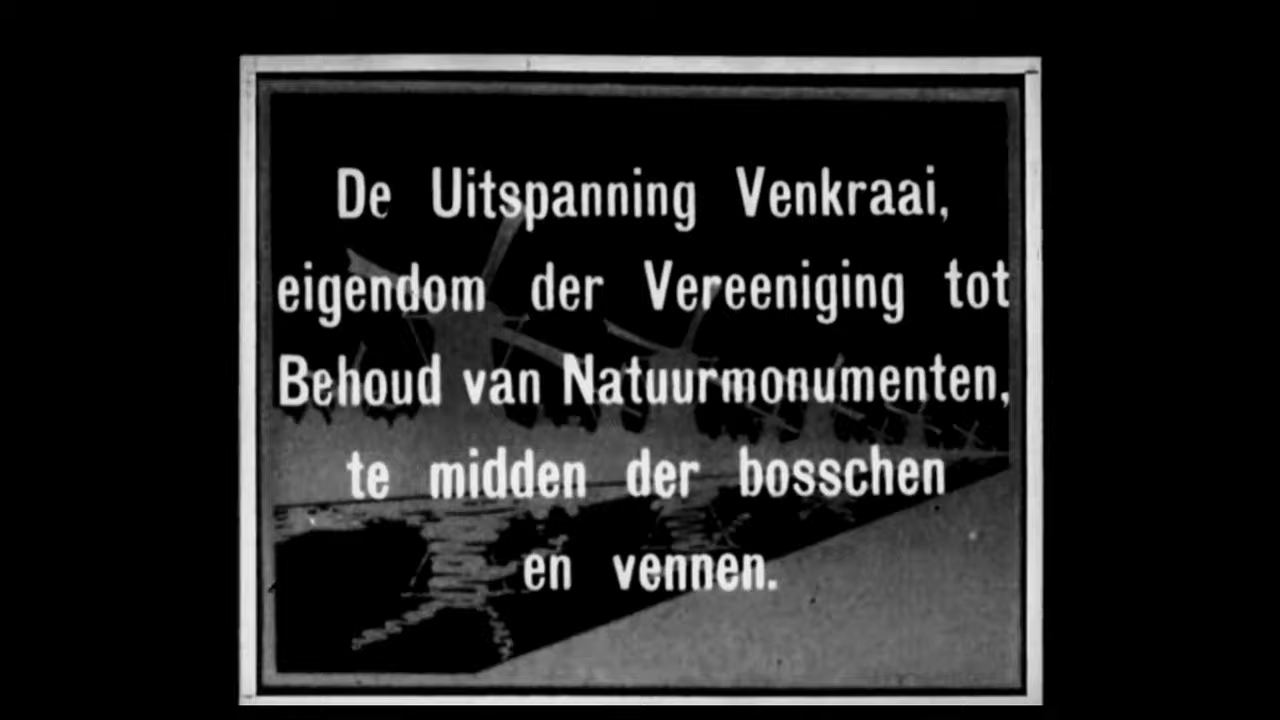 De Uitspanning Venkraai,
eigendom der Vereeniging tot
Behoud van Natuurmonumenten,
te midden der bosschen
en vennen.